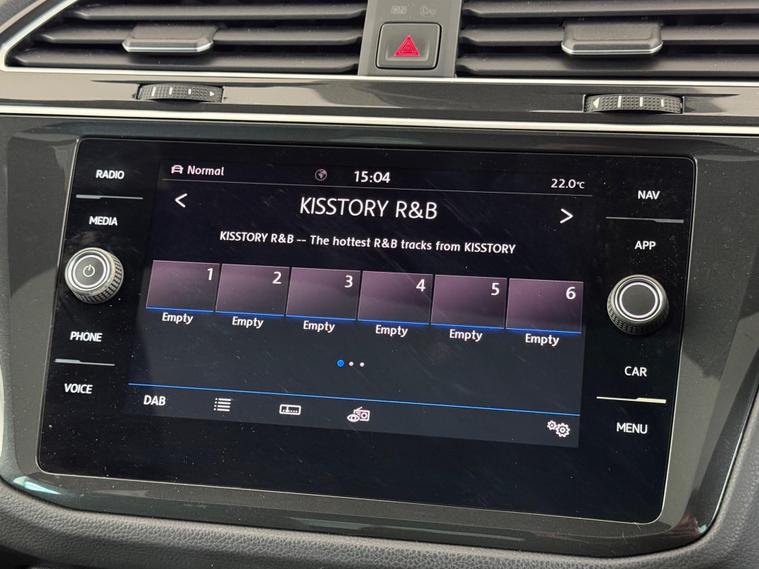 RADIO
MEDIA
PHONE
VOICE
Normal
15:04
22.0°C
< KISSTORY R&B >
KISSTORY R&B -- The hottest R&B tracks from KISSTORY
1 2 3 4 5 6
Empty Empty Empty Empty Empty Empty
DAB
NAV
APP
CAR
MENU